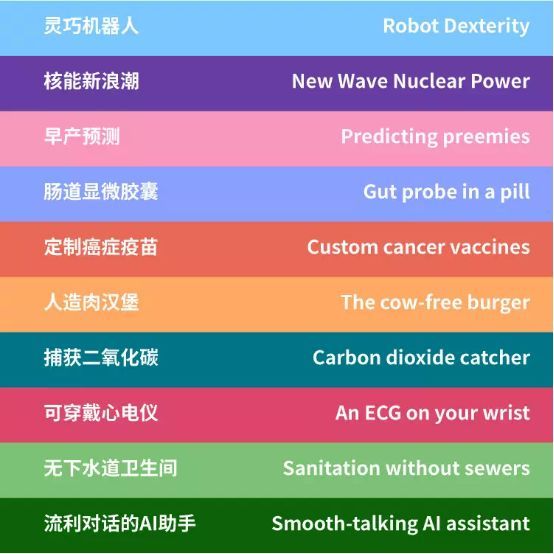 灵巧机器人 Robot Dexterity
核能新浪潮 New Wave Nuclear Power
早产预测 Predicting preemies
肠道显微胶囊 Gut probe in a pill
定制癌症疫苗 Custom cancer vaccines
人造肉汉堡 The cow-free burger
捕获二氧化碳 Carbon dioxide catcher
可穿戴心电仪 An ECG on your wrist
无下水道卫生间 Sanitation without sewers
流利对话的AI助手 Smooth-talking AI assistant